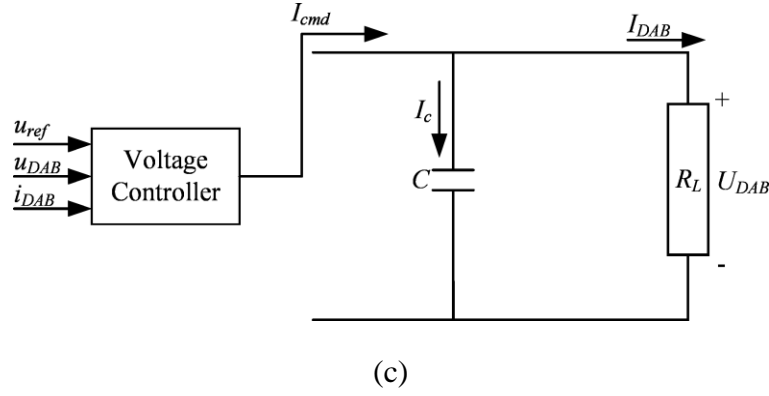 I_cmd
I_DAB
u_ref
u_DAB
i_DAB
Voltage
Controller
I_c
C
R_L
+
U_DAB
-
(c)